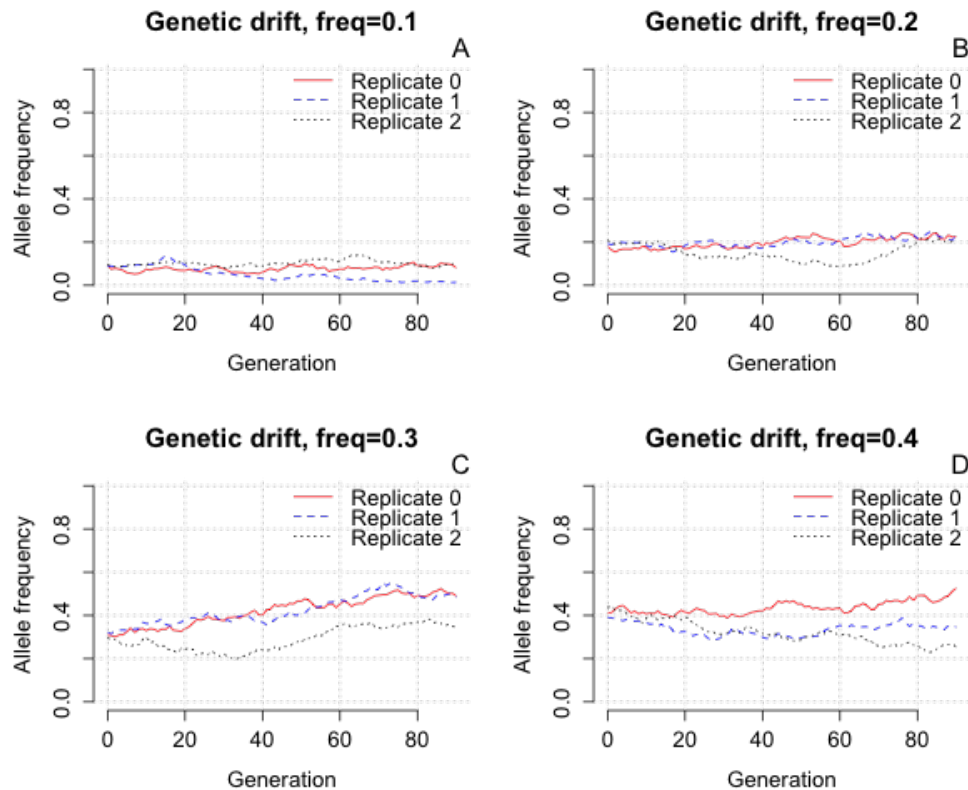 Genetic drift, freq=0.1
A
Replicate 0
Replicate 1
Replicate 2
Allele frequency
0.0 0.4 0.8
0 20 40 60 80
Generation
Genetic drift, freq=0.2
B
Replicate 0
Replicate 1
Replicate 2
Allele frequency
0.0 0.4 0.8
0 20 40 60 80
Generation
Genetic drift, freq=0.3
C
Replicate 0
Replicate 1
Replicate 2
Allele frequency
0.0 0.4 0.8
0 20 40 60 80
Generation
Genetic drift, freq=0.4
D
Replicate 0
Replicate 1
Replicate 2
Allele frequency
0.0 0.4 0.8
0 20 40 60 80
Generation